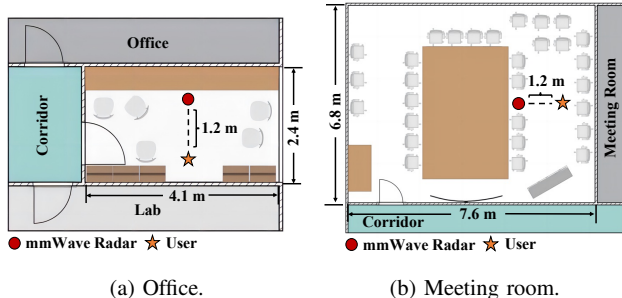 Office
Corridor
1.2 m
2.4 m
4.1 m
Lab
mmWave Radar
User
(a) Office.
6.8 m
1.2 m
Meeting Room
7.6 m
Corridor
mmWave Radar
User
(b) Meeting room.